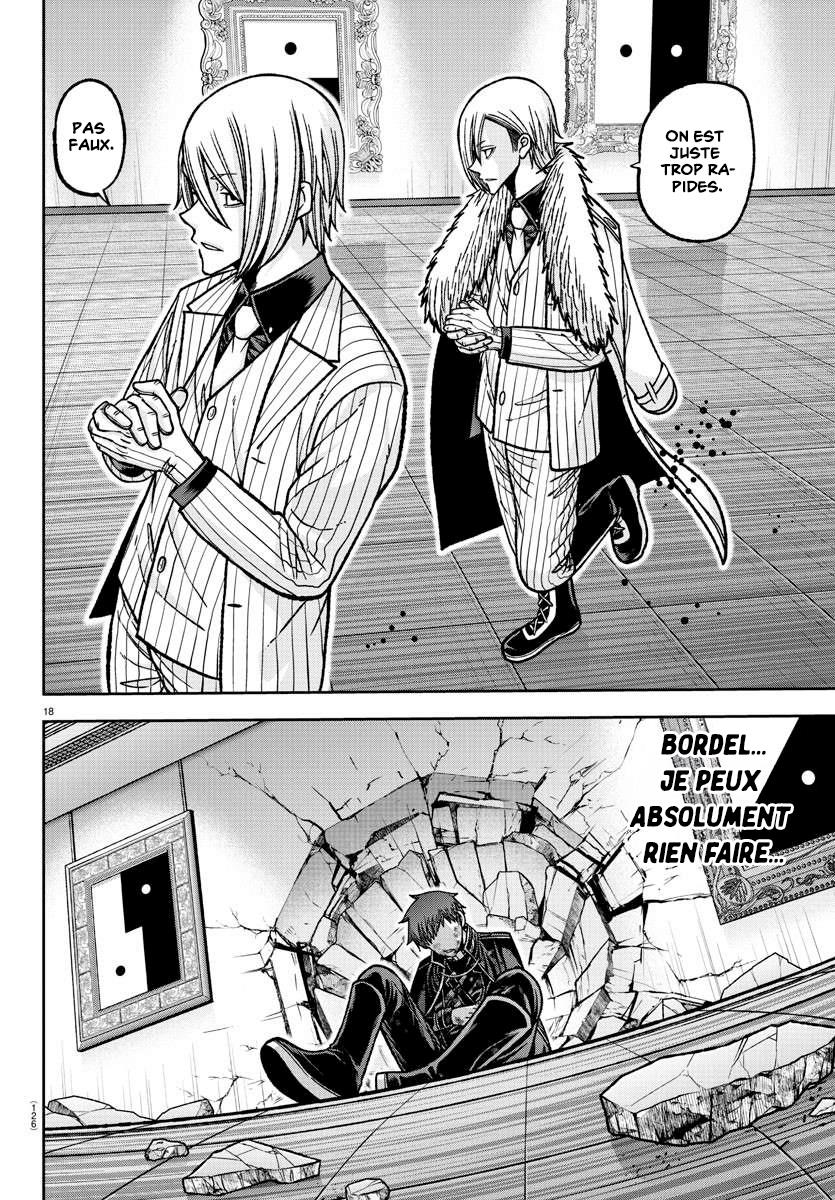 ON EST
JUSTE
TROP RA-
PIDES.
PAS
FAUX.
18
BORDEL...
JE PEUX
ABSOLUMENT
RIEN FAIRE...
(126)